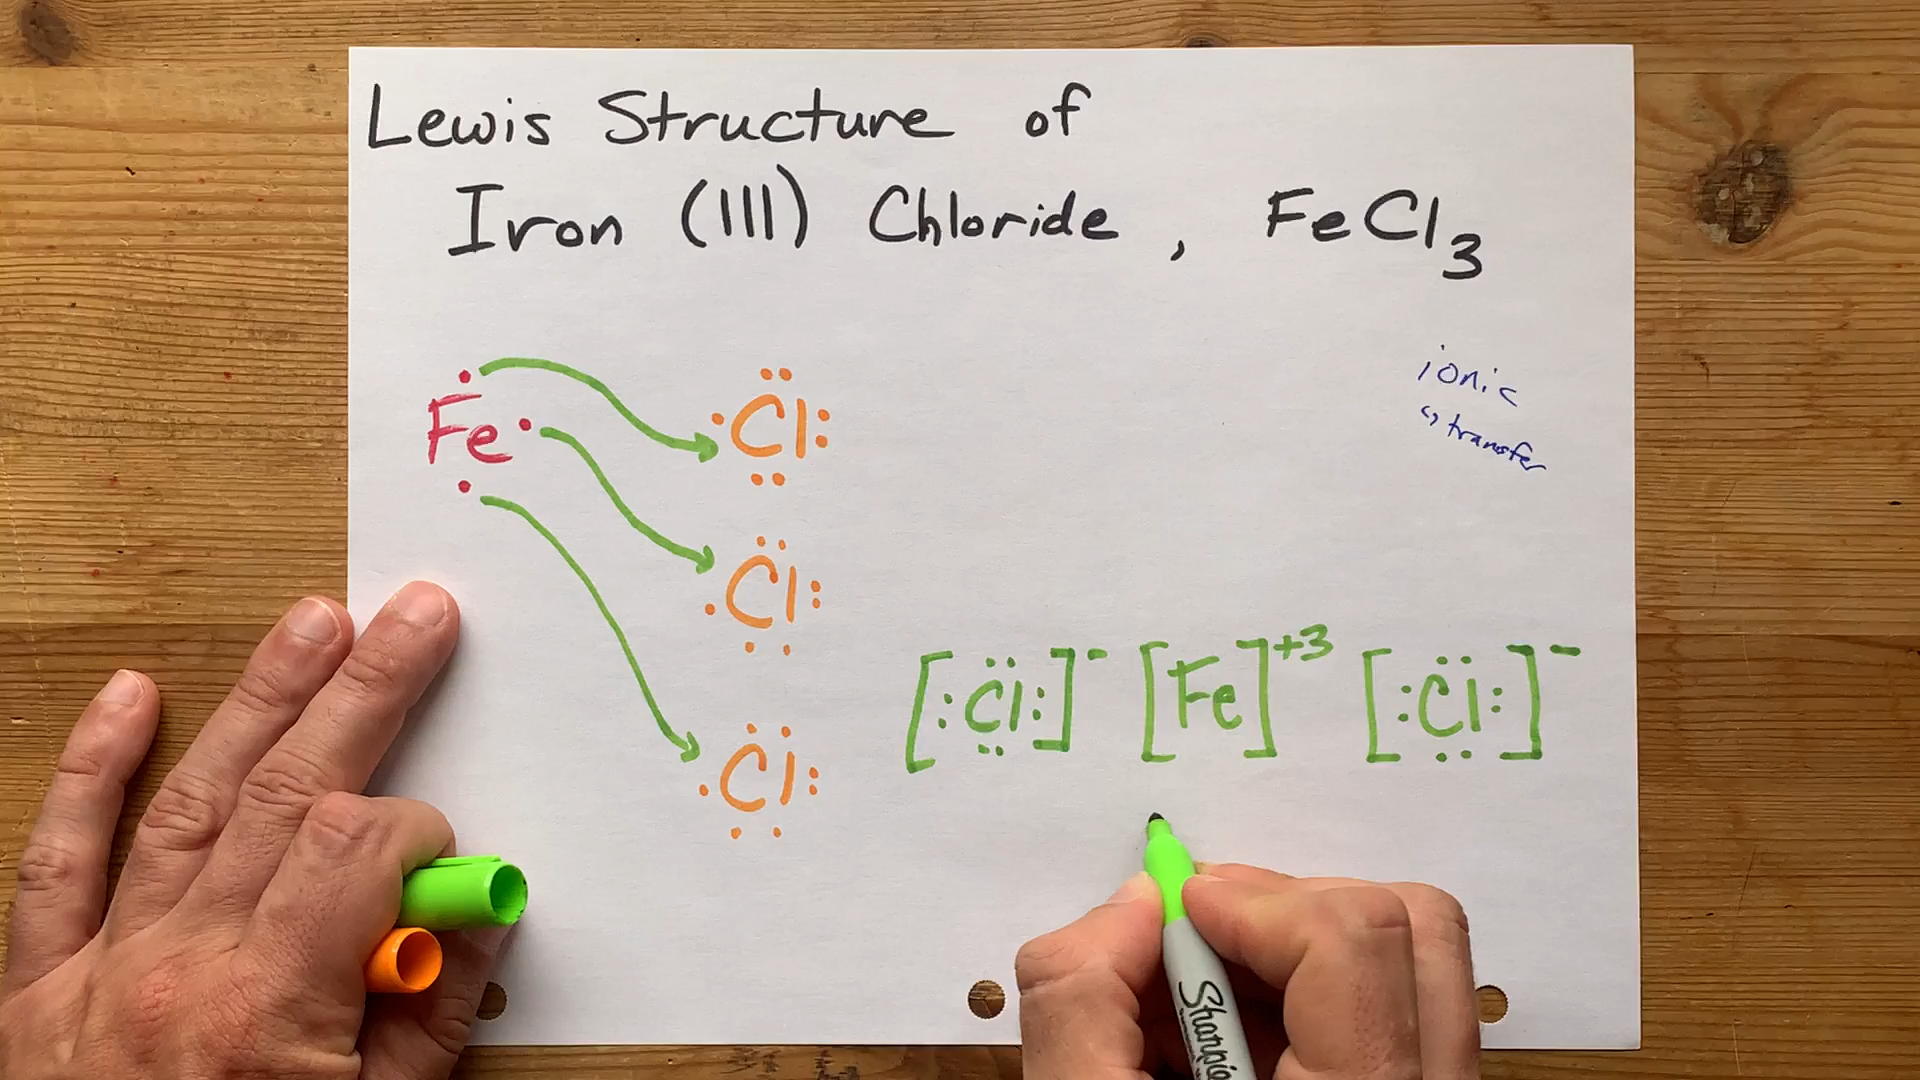 Lewis Structure of
Iron (III) Chloride, FeCl₃
ionic
↳ transfer
Fe
Cl
Cl
Cl
[Cl]⁻ [Fe]⁺³ [Cl]⁻
Sharpie